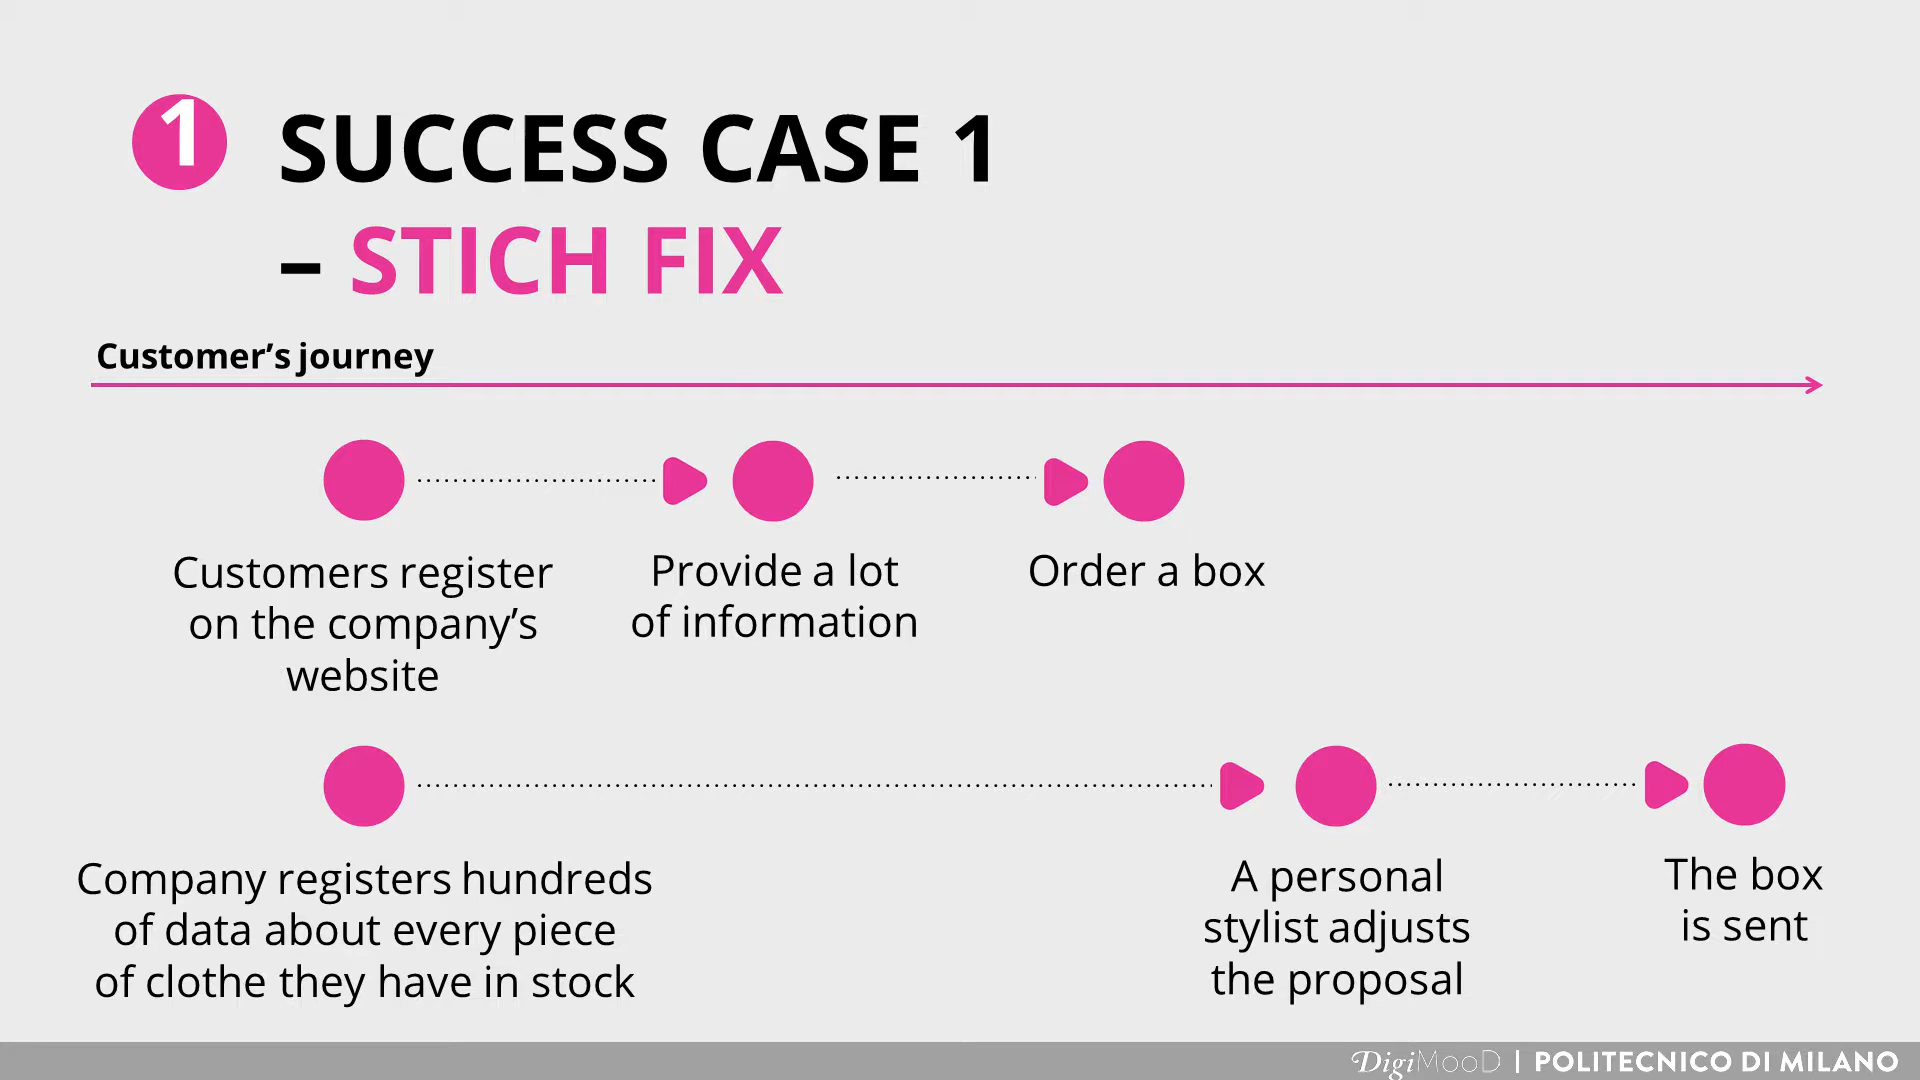 1
SUCCESS CASE 1
– STICH FIX
Customer’s journey
Customers register
on the company’s
website
Provide a lot
of information
Order a box
Company registers hundreds
of data about every piece
of clothe they have in stock
A personal
stylist adjusts
the proposal
The box
is sent
DigiMooD | POLITECNICO DI MILANO